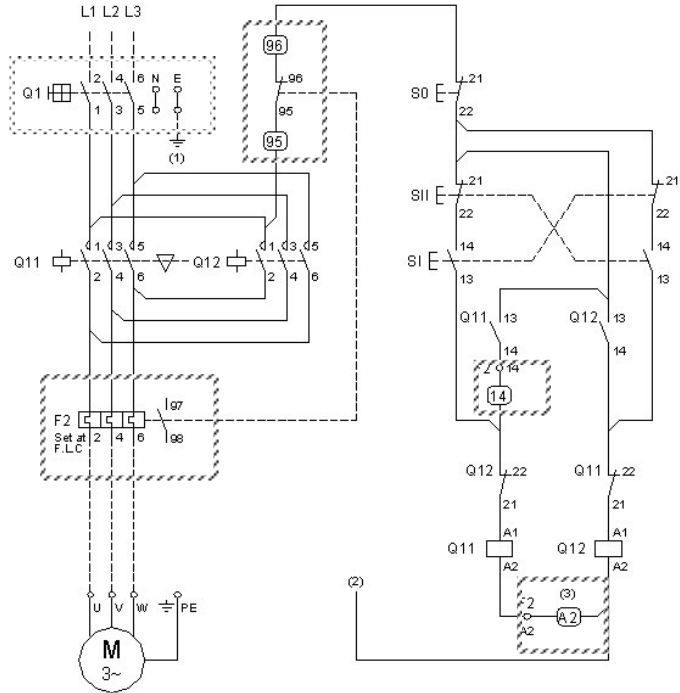 L1 L2 L3
96
2 4 6 N E
96
21
Q1
S0
1 3 5
95
22
95
(1)
21 21
SII
22 22
1 3 5 1 3 5
14 14
Q11 Q12
SI
2 4 6 2 4 6
13 13
Q11 13 Q12 13
14 14
2 14
14
97
F2
Set at 2 4 6 98
F.L.C
Q12 22 Q11 22
21 21
A1 A1
Q11 Q12
A2 A2
(2)
(3)
U V W PE
F2 A2
A2
M
3~